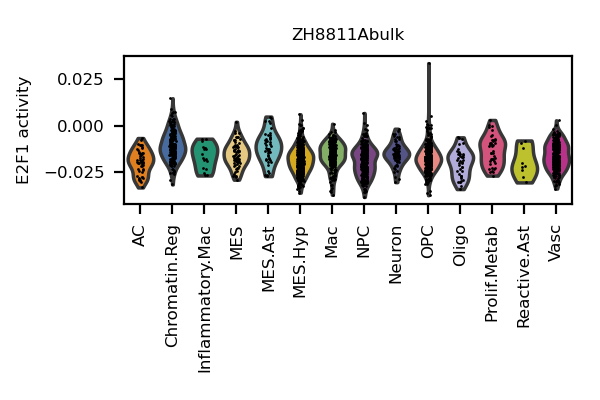 ZH8811Abulk
E2F1 activity
0.025
0.000
−0.025
AC
Chromatin.Reg
Inflammatory.Mac
MES
MES.Ast
MES.Hyp
Mac
NPC
Neuron
OPC
Oligo
Prolif.Metab
Reactive.Ast
Vasc